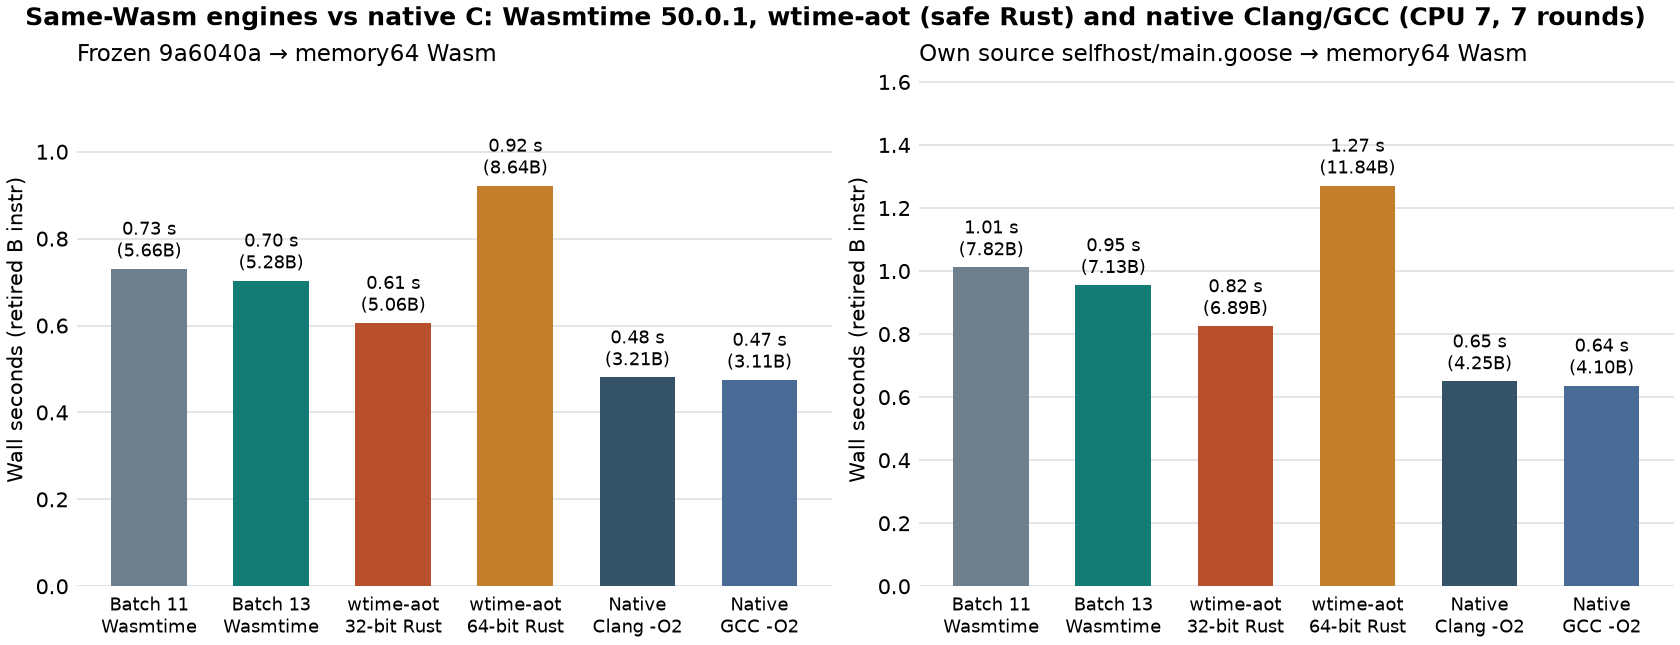 Same-Wasm engines vs native C: Wasmtime 50.0.1, wtime-aot (safe Rust) and native Clang/GCC (CPU 7, 7 rounds)
Frozen 9a6040a → memory64 Wasm
Wall seconds (retired B instr)
1.0
0.8
0.6
0.4
0.2
0.0
0.73 s
(5.66B)
0.70 s
(5.28B)
0.61 s
(5.06B)
0.92 s
(8.64B)
0.48 s
(3.21B)
0.47 s
(3.11B)
Batch 11
Wasmtime
Batch 13
Wasmtime
wtime-aot
32-bit Rust
wtime-aot
64-bit Rust
Native
Clang -O2
Native
GCC -O2
Own source selfhost/main.goose → memory64 Wasm
Wall seconds (retired B instr)
1.6
1.4
1.2
1.0
0.8
0.6
0.4
0.2
0.0
1.01 s
(7.82B)
0.95 s
(7.13B)
0.82 s
(6.89B)
1.27 s
(11.84B)
0.65 s
(4.25B)
0.64 s
(4.10B)
Batch 11
Wasmtime
Batch 13
Wasmtime
wtime-aot
32-bit Rust
wtime-aot
64-bit Rust
Native
Clang -O2
Native
GCC -O2